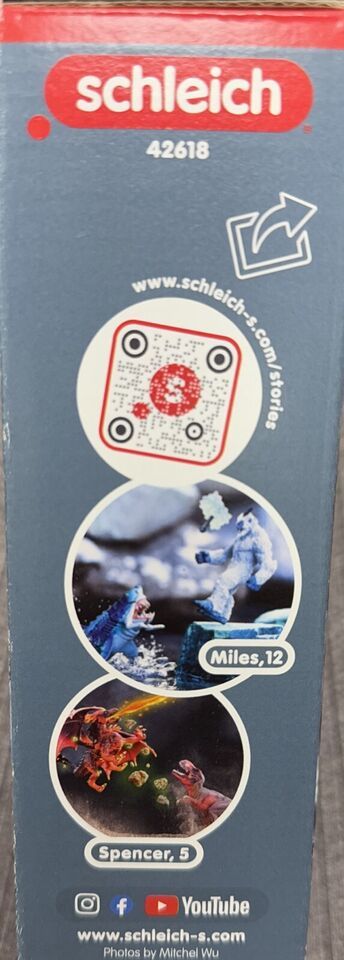 schleich
42618
www.schleich-s.com/stories
S
Miles,12
Spencer, 5
YouTube
www.schleich-s.com
Photos by Mitchel Wu